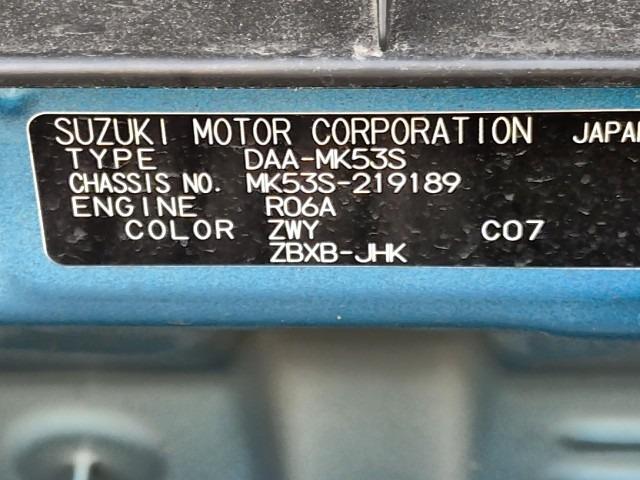 SUZUKI MOTOR CORPORATION JAPAN
TYPE DAA-MK53S
CHASSIS NO. MK53S-219189
ENGINE R06A
COLOR ZWY C07
ZBXB-JHK